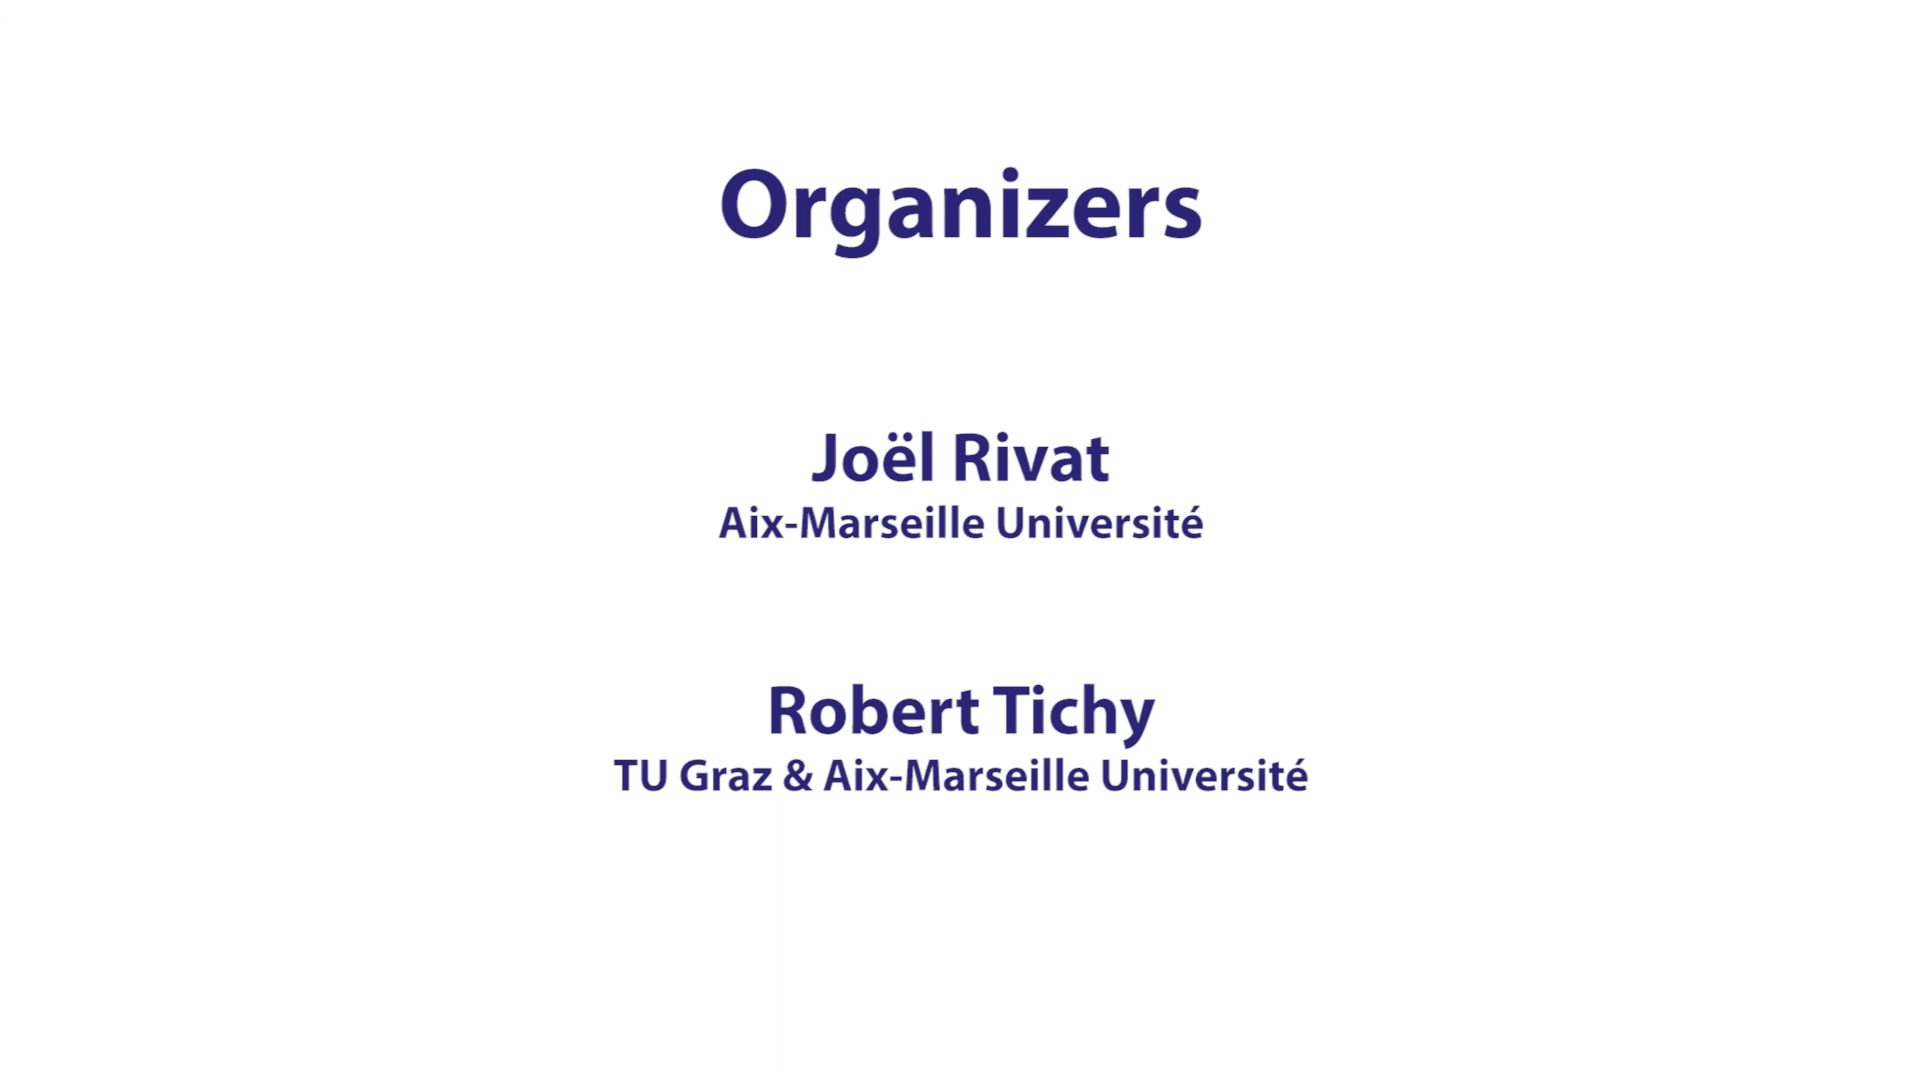 Organizers
Joël Rivat
Aix-Marseille Université
Robert Tichy
TU Graz & Aix-Marseille Université